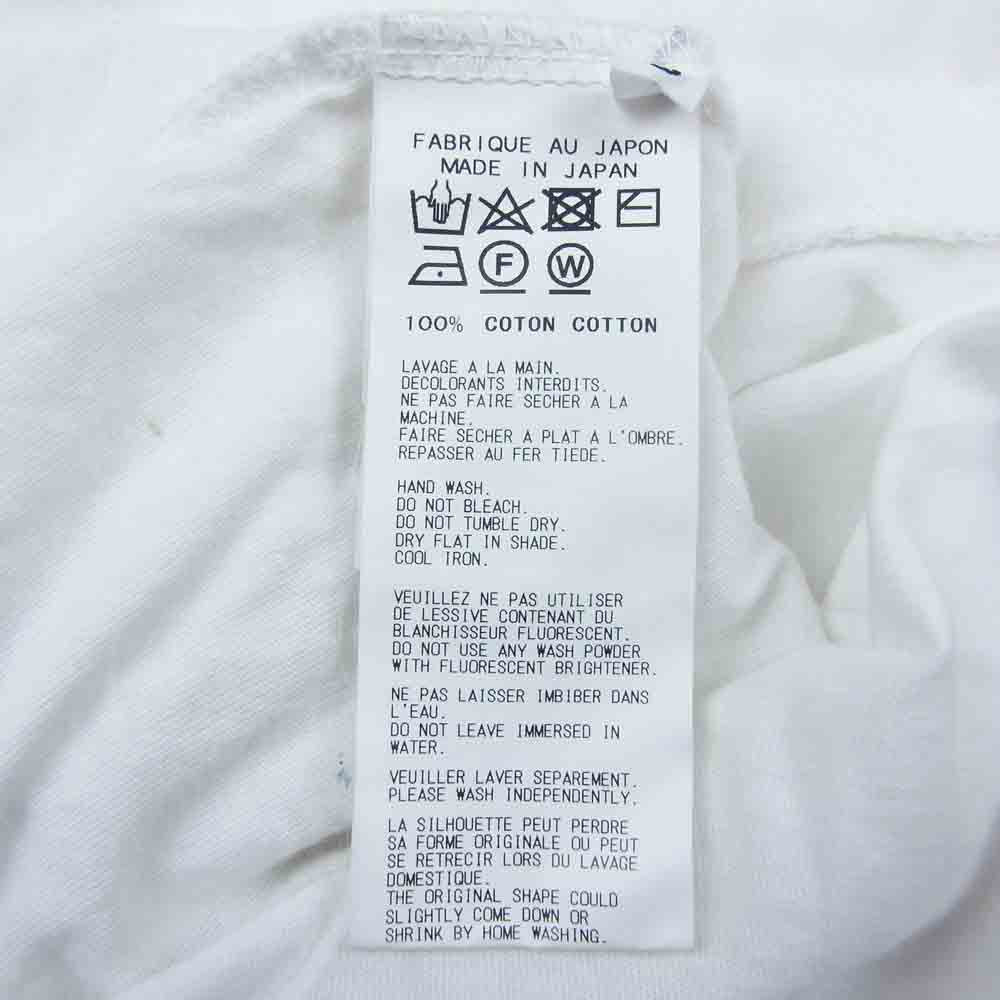 FABRIQUE AU JAPON
MADE IN JAPAN
F W
100% COTON COTTON
LAVAGE A LA MAIN.
DECOLORANTS INTERDITS.
NE PAS FAIRE SECHER A LA
MACHINE.
FAIRE SECHER A PLAT A L'OMBRE.
REPASSER AU FER TIEDE.
HAND WASH.
DO NOT BLEACH.
DO NOT TUMBLE DRY.
DRY FLAT IN SHADE.
COOL IRON.
VEUILLEZ NE PAS UTILISER
DE LESSIVE CONTENANT DU
BLANCHISSEUR FLUORESCENT.
DO NOT USE ANY WASH POWDER
WITH FLUORESCENT BRIGHTENER.
NE PAS LAISSER IMBIBER DANS
L'EAU.
DO NOT LEAVE IMMERSED IN
WATER.
VEUILLER LAVER SEPAREMENT.
PLEASE WASH INDEPENDENTLY.
LA SILHOUETTE PEUT PERDRE
SA FORME ORIGINALE OU PEUT
SE RETRECIR LORS DU LAVAGE
DOMESTIQUE.
THE ORIGINAL SHAPE COULD
SLIGHTLY COME DOWN OR
SHRINK BY HOME WASHING.